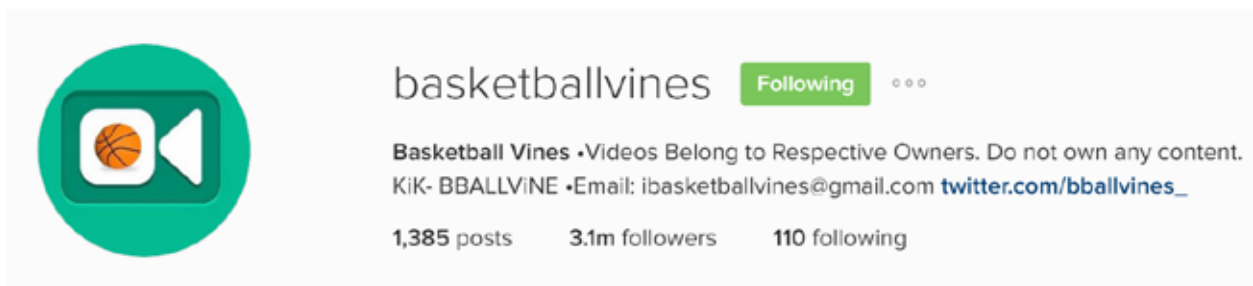 basketballvines Following
Basketball Vines •Videos Belong to Respective Owners. Do not own any content.
KiK- BBALLViNE •Email: ibasketballvines@gmail.com twitter.com/bballvines_
1,385 posts 3.1m followers 110 following